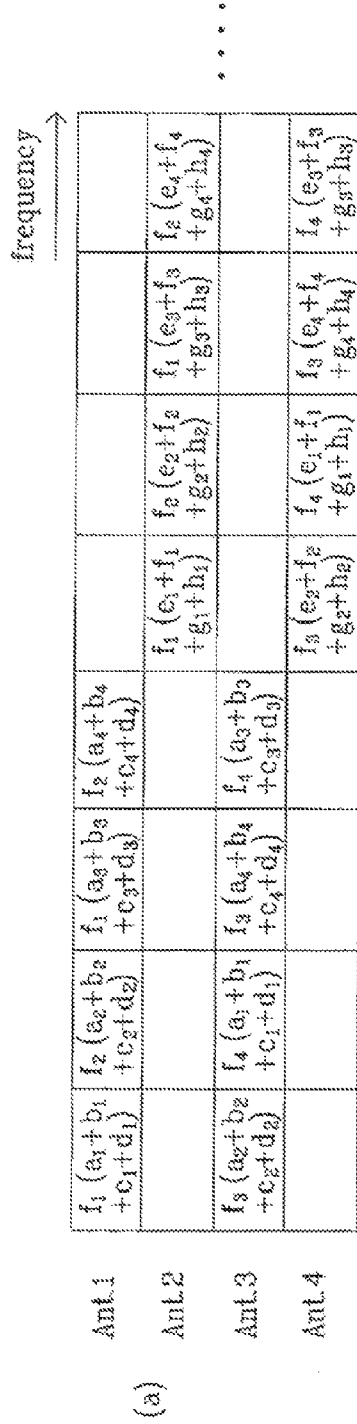 frequency
(a)
Ant.1
f₁ (a₁+b₁
+c₁+d₁)
f₂ (a₂+b₂
+c₂+d₂)
f₁ (a₃+b₃
+c₃+d₃)
f₂ (a₄+b₄
+c₄+d₄)
Ant.2
f₁ (e₁+f₁
+g₁+h₁)
f₂ (e₂+f₂
+g₂+h₂)
f₁ (e₃+f₃
+g₃+h₃)
f₂ (e₄+f₄
+g₄+h₄)
Ant.3
f₃ (a₂+b₂
+c₂+d₂)
f₄ (a₁+b₁
+c₁+d₁)
f₃ (a₄+b₄
+c₄+d₄)
f₄ (a₃+b₃
+c₃+d₃)
Ant.4
f₃ (e₂+f₂
+g₂+h₂)
f₄ (e₁+f₁
+g₁+h₁)
f₃ (e₄+f₄
+g₄+h₄)
f₄ (e₃+f₃
+g₃+h₃)
. . . .